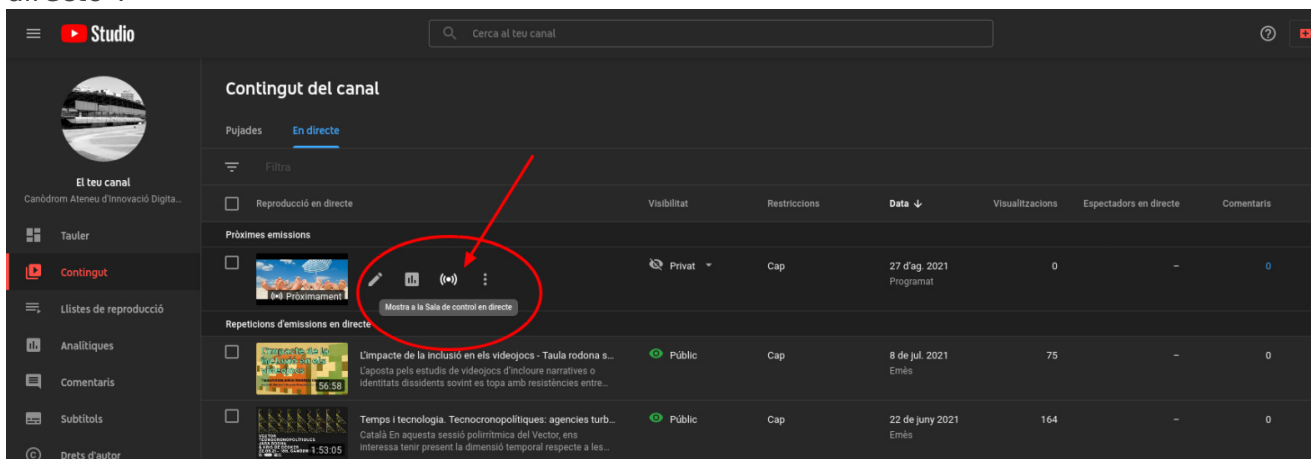 Studio
Cerca al teu canal
El teu canal
Canòdrom Ateneu d'Innovació Digita...
Tauler
Contingut
Llistes de reproducció
Analítiques
Comentaris
Subtítols
Drets d'autor
Contingut del canal
Pujades En directe
Filtra
Reproducció en directe Visibilitat Restriccions Data Visualitzacions Espectadors en directe Comentaris
Pròximes emissions
Pròximament
Mostra a la Sala de control en directe
Privat Cap 27 d'ag. 2021 0 – 0
Programat
Repeticions d'emissions en directe
56:58
L'impacte de la inclusió en els videojocs - Taula rodona s... Públic Cap 8 de jul. 2021 75 – 0
L'aposta pels estudis de videojocs d'incloure narratives o Emès
identitats dissidents sovint es topa amb resistències entre...
1:53:05
Temps i tecnologia. Tecnocronopolítiques: agencies turb... Públic Cap 22 de juny 2021 164 – 0
Català En aquesta sessió polirrítmica del Vector, ens Emès
interessa tenir present la dimensió temporal respecte a les...